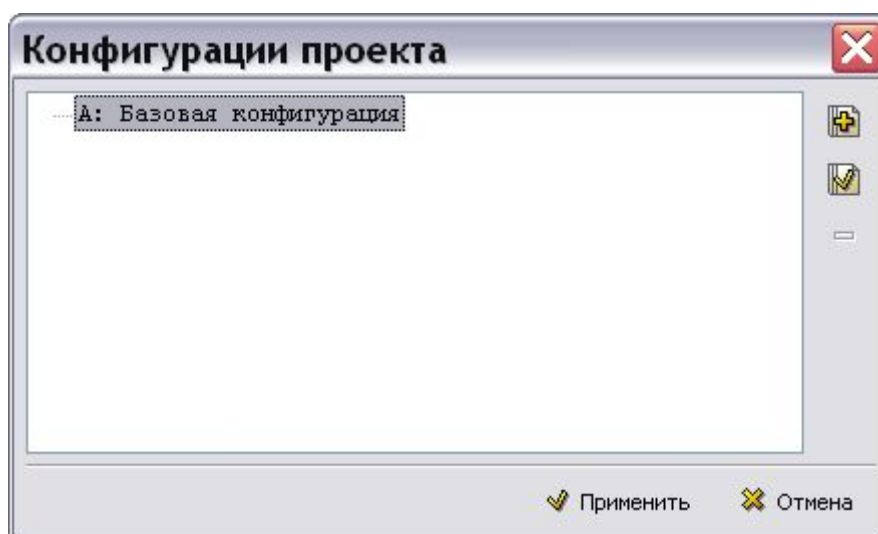 Конфигурации проекта
А: Базовая конфигурация
Применить
Отмена